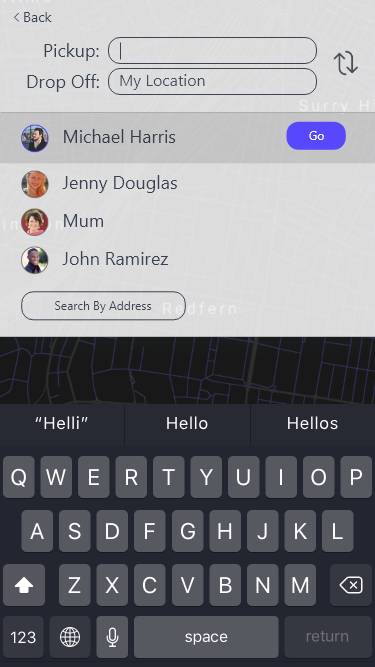 Back
Pickup:
Drop Off: My Location
Surry H
Michael Harris Go
Jenny Douglas
Mum
John Ramirez
Search By Address
Redfern
“Helli” Hello Hellos
Q W E R T Y U I O P
A S D F G H J K L
Z X C V B N M
123 space return